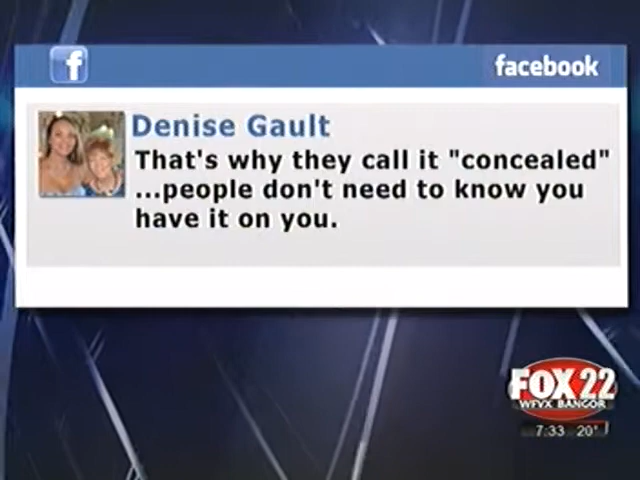 f
facebook
Denise Gault
That's why they call it "concealed"
...people don't need to know you
have it on you.
FOX 22
WFVX BANGOR
7:33 20°